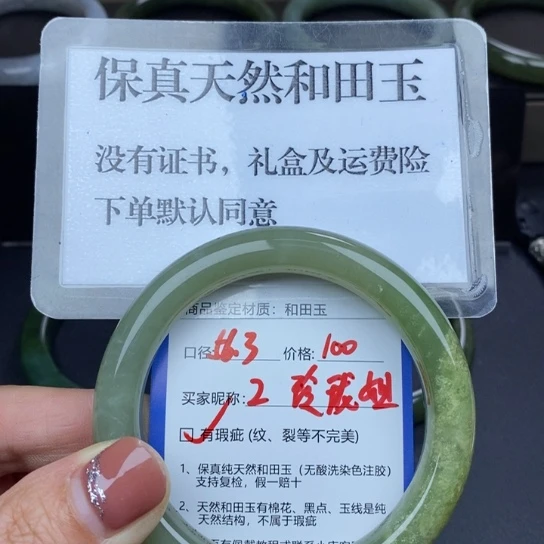 保真天然和田玉
没有证书，礼盒及运费险
下单默认同意
商品鉴定材质：和田玉
价格：100
买家昵称：2
有瑕疵 (纹、裂等不完美)
1、保真纯天然和田玉（无酸洗染色注胶）
支持复检，假一赔十
2、天然和田玉有棉花、黑点、玉线是纯
天然结构，不属于瑕疵